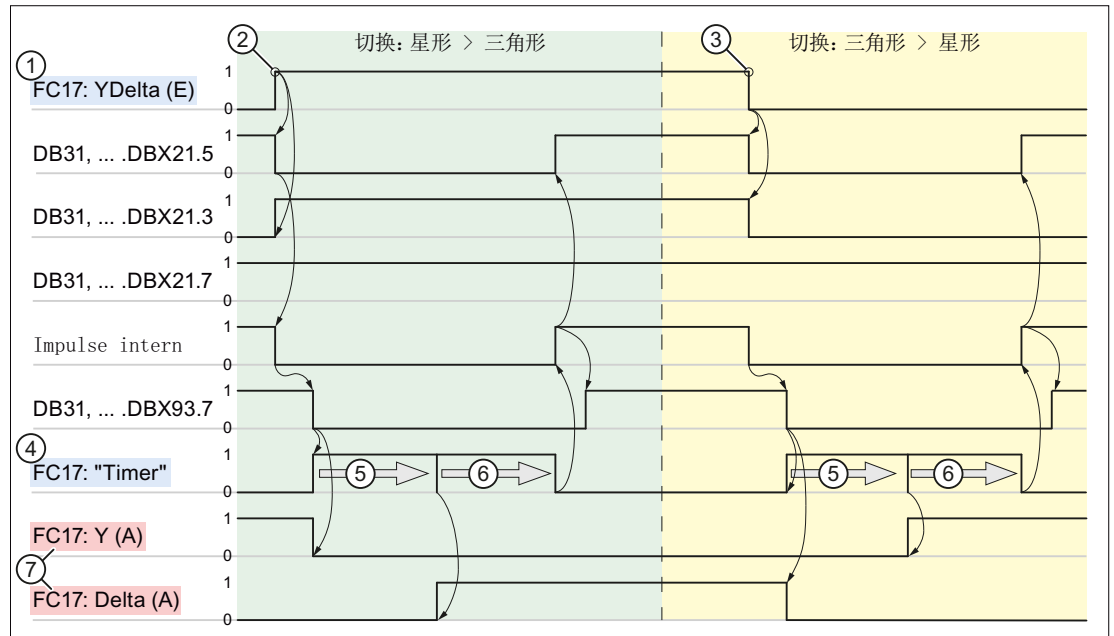 ② 切换: 星形 > 三角形 ③ 切换: 三角形 > 星形
①
FC17: YDelta (E) 1
0
DB31, ... .DBX21.5 1
0
DB31, ... .DBX21.3 1
0
DB31, ... .DBX21.7 1
0
Impulse intern 1
0
DB31, ... .DBX93.7 1
0
④
FC17: "Timer" 1 ⑤ ⑥ ⑤ ⑥
0
FC17: Y (A) 1
0
⑦
FC17: Delta (A) 1
0